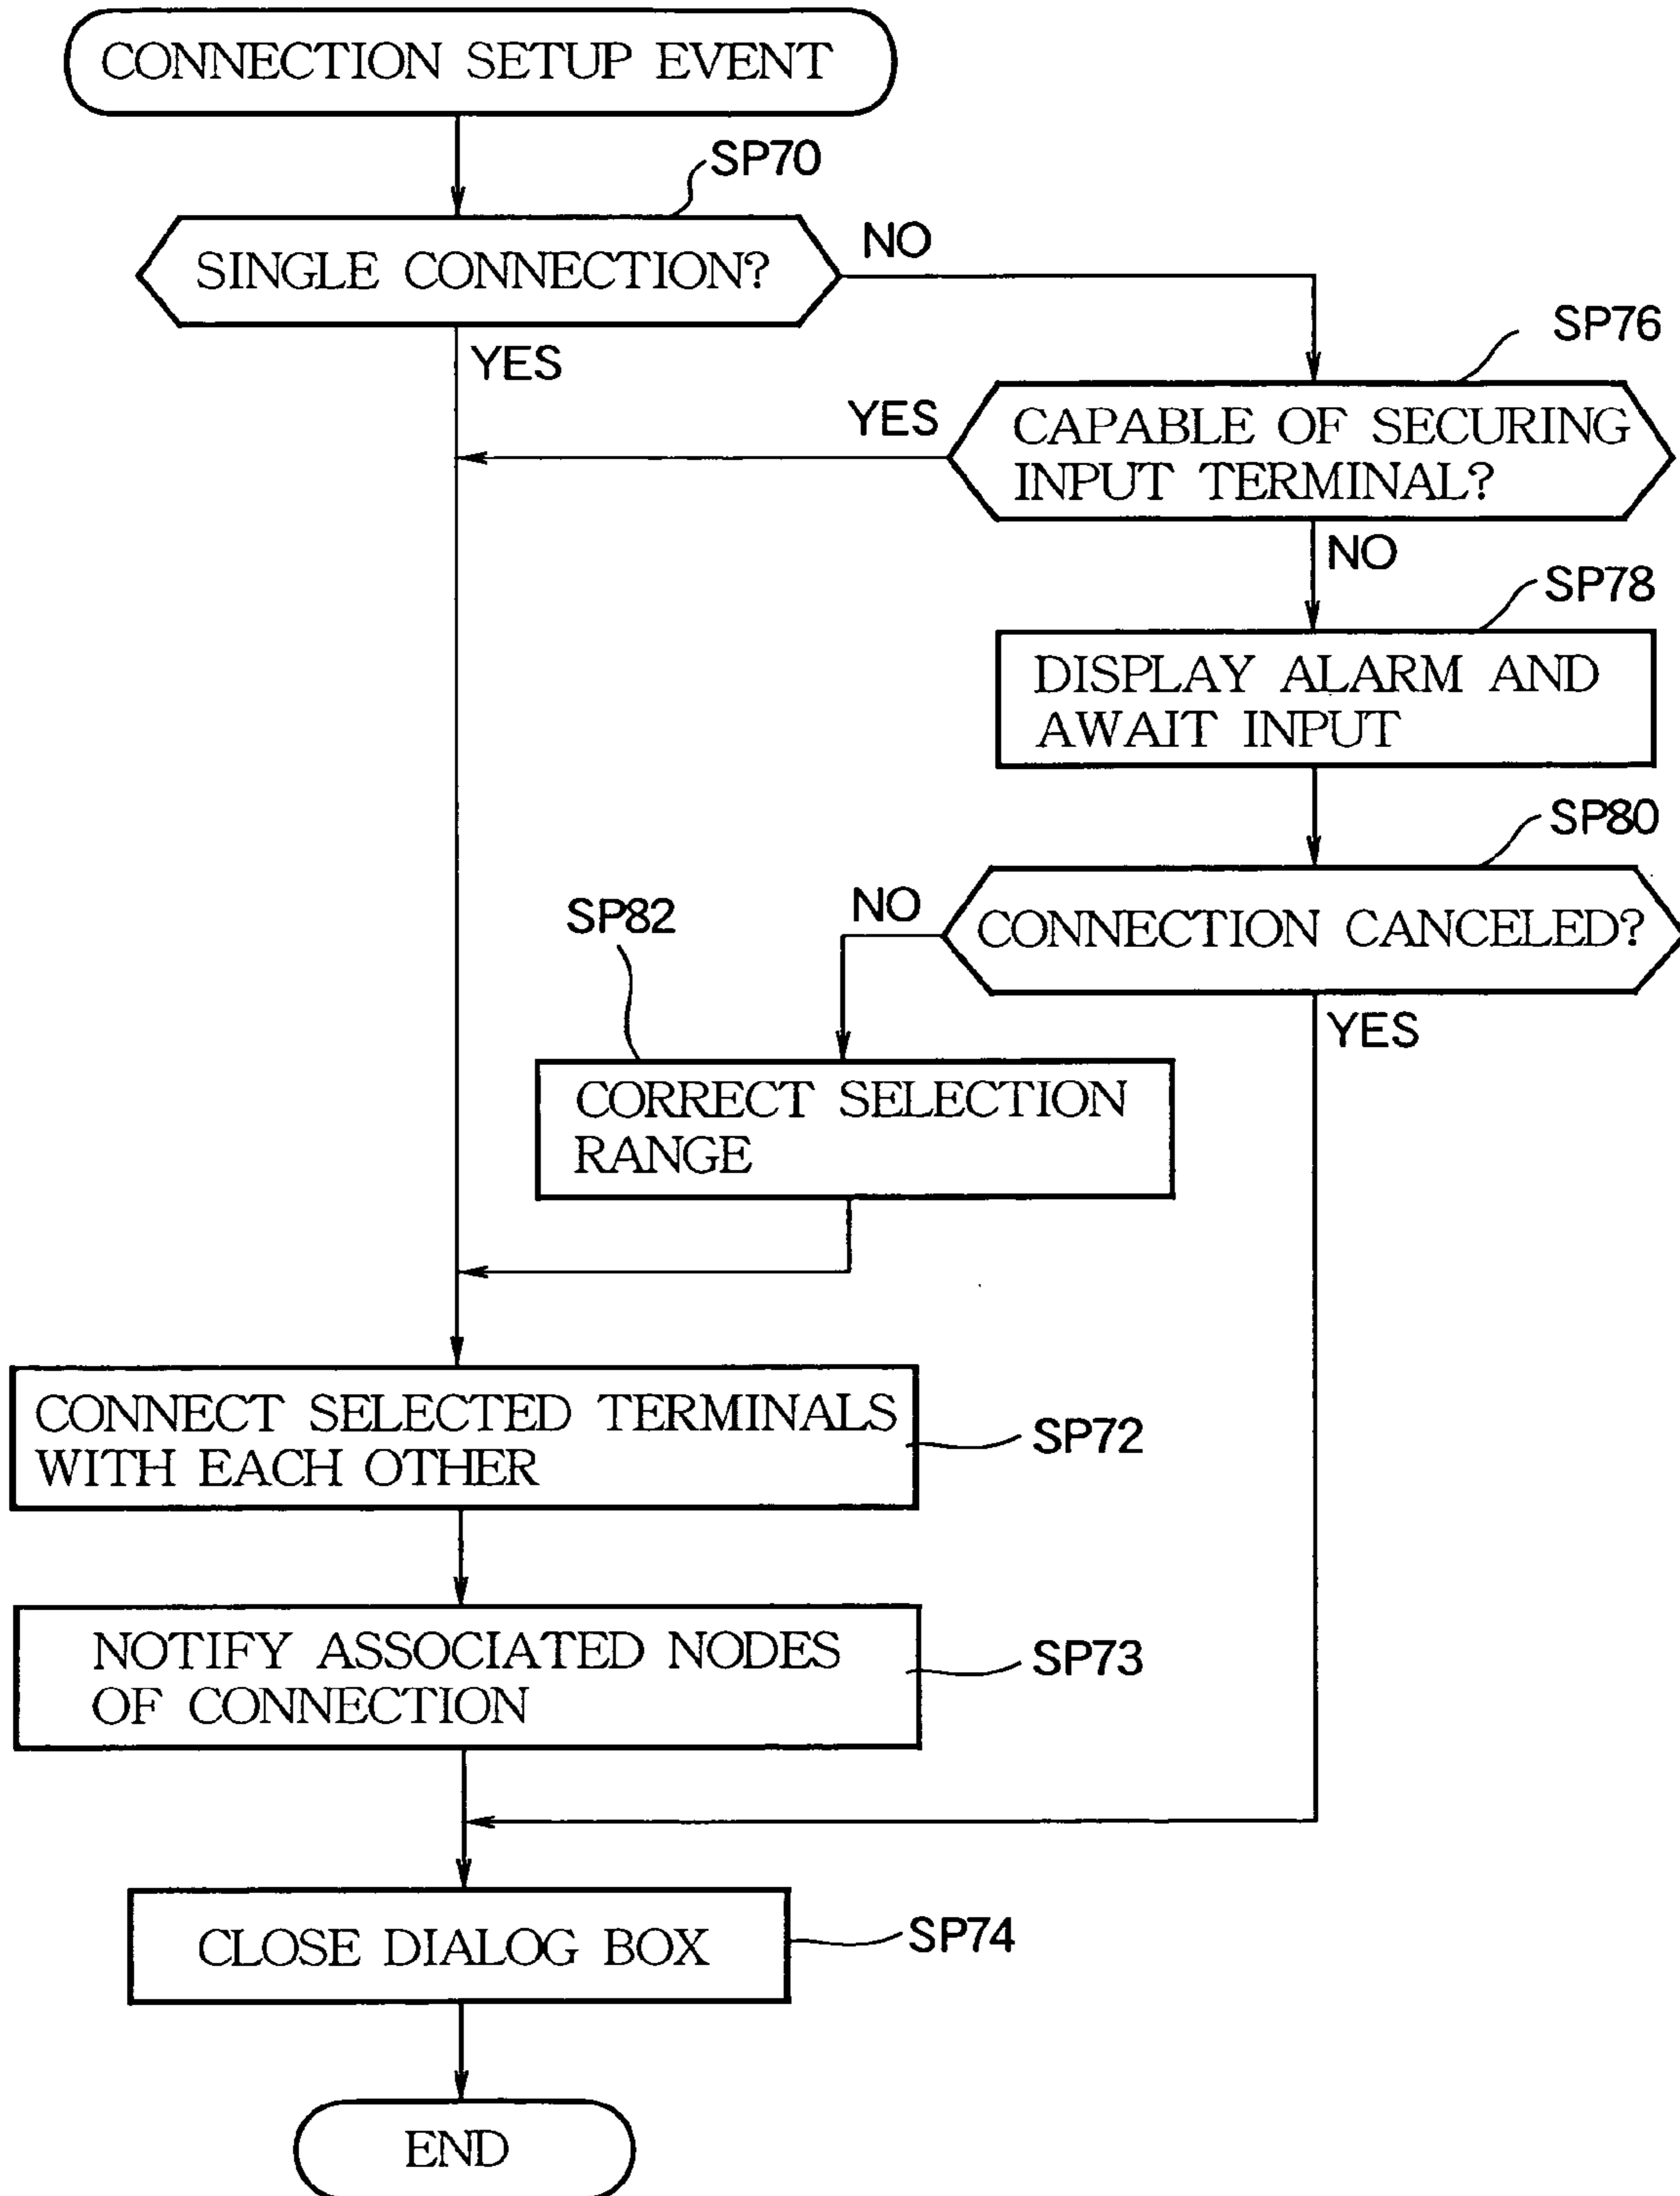 CONNECTION SETUP EVENT
SP70
SINGLE CONNECTION?
NO
YES
SP76
CAPABLE OF SECURING
INPUT TERMINAL?
YES
NO
SP78
DISPLAY ALARM AND
AWAIT INPUT
SP80
CONNECTION CANCELED?
NO
YES
SP82
CORRECT SELECTION
RANGE
CONNECT SELECTED TERMINALS
WITH EACH OTHER
SP72
NOTIFY ASSOCIATED NODES
OF CONNECTION
SP73
CLOSE DIALOG BOX
SP74
END